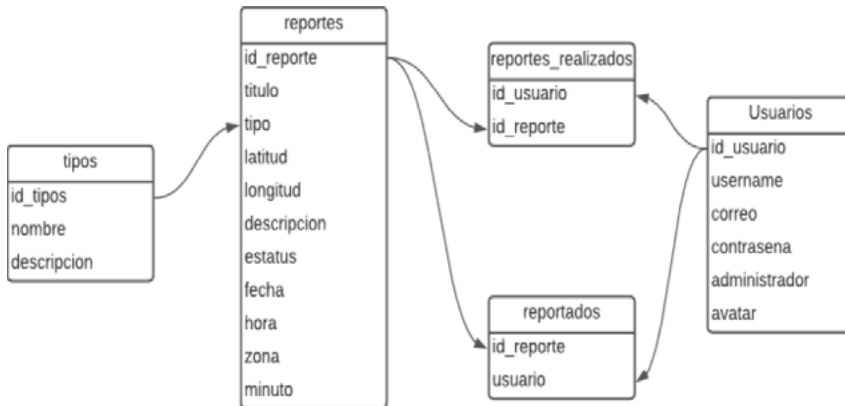 reportes
id_reporte
titulo
tipo
latitud
longitud
descripcion
estatus
fecha
hora
zona
minuto
tipos
id_tipos
nombre
descripcion
reportes_realizados
id_usuario
id_reporte
reportados
id_reporte
usuario
Usuarios
id_usuario
username
correo
contrasena
administrador
avatar